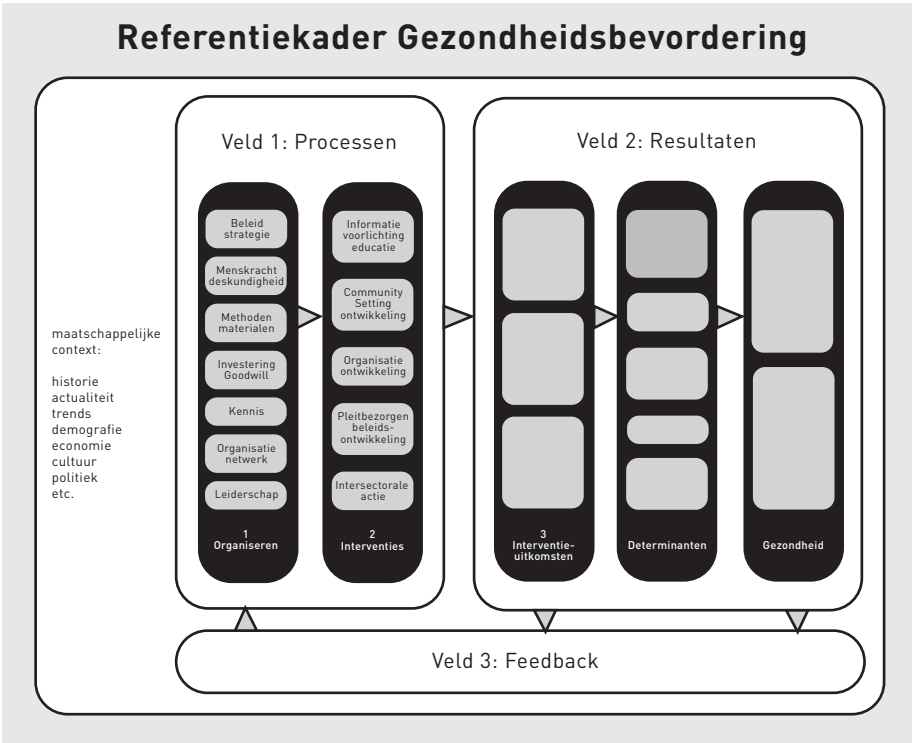 Referentiekader Gezondheidsbevordering
maatschappelijke
context:
historie
actualiteit
trends
demografie
economie
cultuur
politiek
etc.
Veld 1: Processen
Beleid
strategie
Menskracht
deskundigheid
Methoden
materialen
Investering
Goodwill
Kennis
Organisatie
netwerk
Leiderschap
1
Organiseren
Informatie
voorlichting
educatie
Community
Setting
ontwikkeling
Organisatie
ontwikkeling
Pleitbezorgen
beleids-
ontwikkeling
Intersectorale
actie
2
Interventies
Veld 2: Resultaten
3
Interventie-
uitkomsten
Determinanten
Gezondheid
Veld 3: Feedback